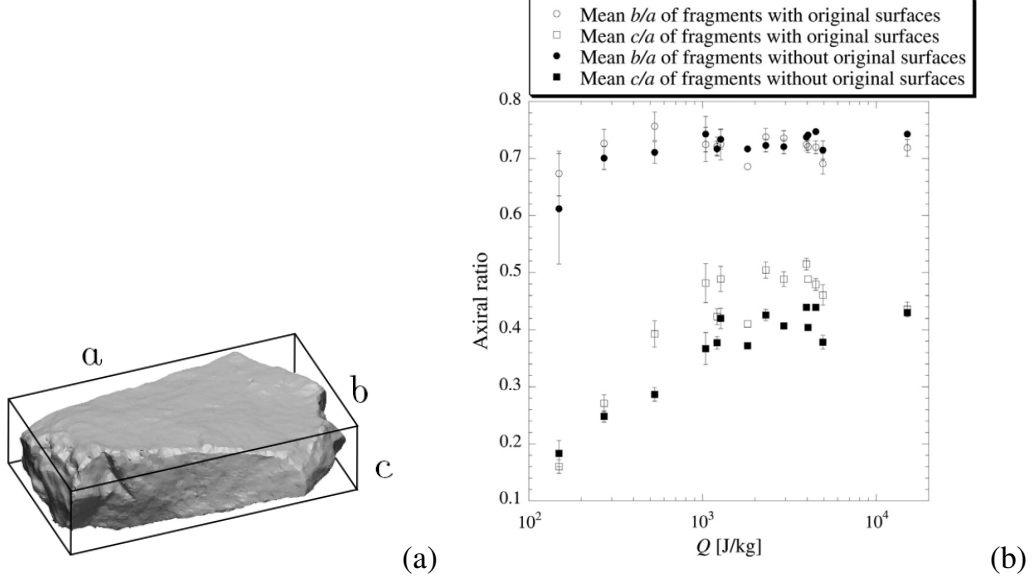 Mean b/a of fragments with original surfaces
Mean c/a of fragments with original surfaces
Mean b/a of fragments without original surfaces
Mean c/a of fragments without original surfaces
a
b
c
(a)
0.8
0.7
0.6
0.5
0.4
0.3
0.2
0.1
Axiral ratio
10² 10³ 10⁴
Q [J/kg]
(b)